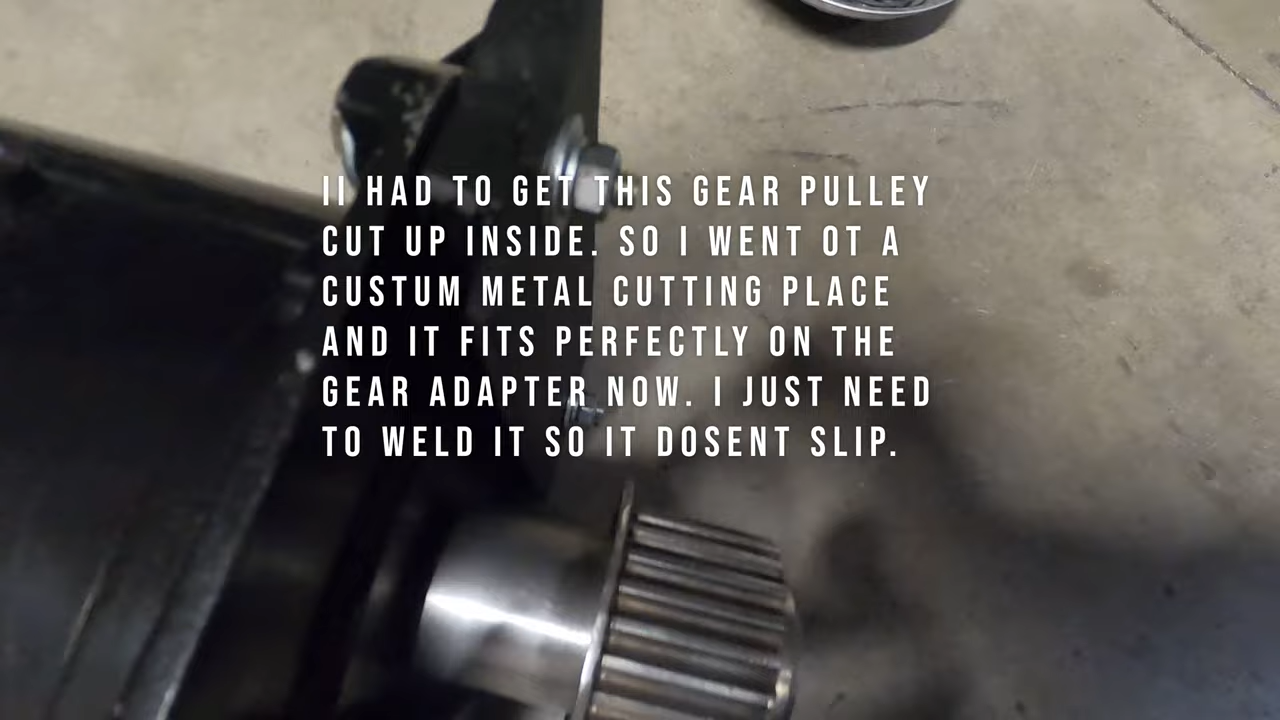 II HAD TO GET THIS GEAR PULLEY
CUT UP INSIDE. SO I WENT OT A
CUSTUM METAL CUTTING PLACE
AND IT FITS PERFECTLY ON THE
GEAR ADAPTER NOW. I JUST NEED
TO WELD IT SO IT DOSENT SLIP.